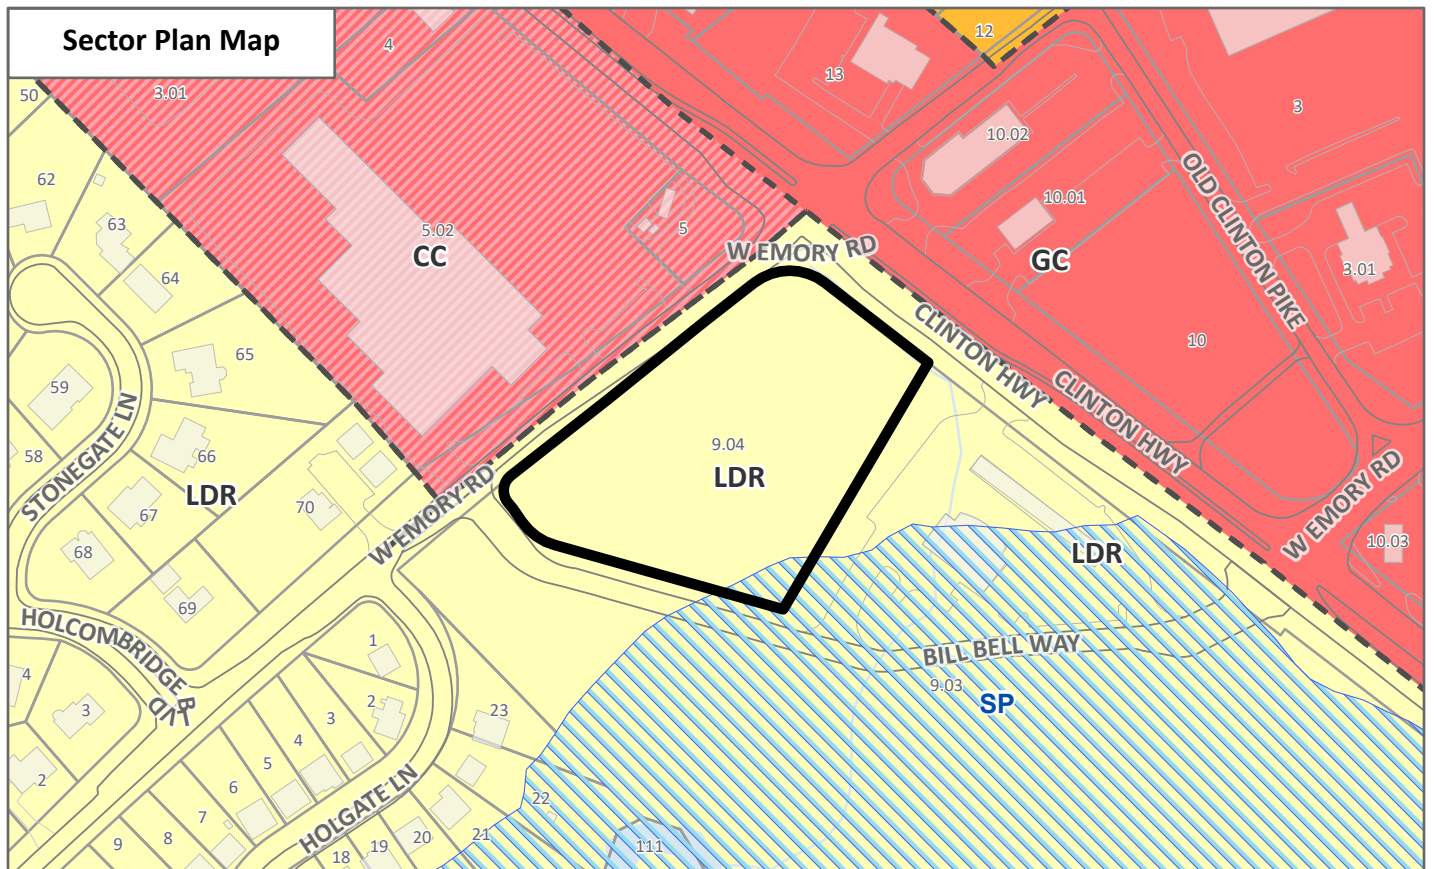 Sector Plan Map
4
12
13
50
3.01
3
10.02
62
63
10.01
OLD CLINTON PIKE
5.02
5
W EMORY RD
CC
GC
64
3.01
CLINTON HWY
65
10
59
CLINTON HWY
STONEGATE LN
9.04
58
66
LDR
LDR
W EMORY RD
W EMORY RD
67
70
68
10.03
LDR
69
HOLCOMBRIDGE BLVD
1
BILL BELL WAY
4
9.03
2
SP
3
3
23
4
5
2
6
HOLGATE LN
7
22
8
21
9
20
19
18
111